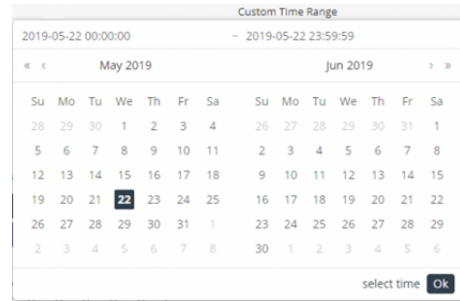 Custom Time Range
2019-05-22 00:00:00 ~ 2019-05-22 23:59:59
« ‹ May 2019 Jun 2019 › »
Su Mo Tu We Th Fr Sa Su Mo Tu We Th Fr Sa
28 29 30 1 2 3 4 26 27 28 29 30 31 1
5 6 7 8 9 10 11 2 3 4 5 6 7 8
12 13 14 15 16 17 18 9 10 11 12 13 14 15
19 20 21 22 23 24 25 16 17 18 19 20 21 22
26 27 28 29 30 31 1 23 24 25 26 27 28 29
2 3 4 5 6 7 8 30 1 2 3 4 5 6
select time Ok